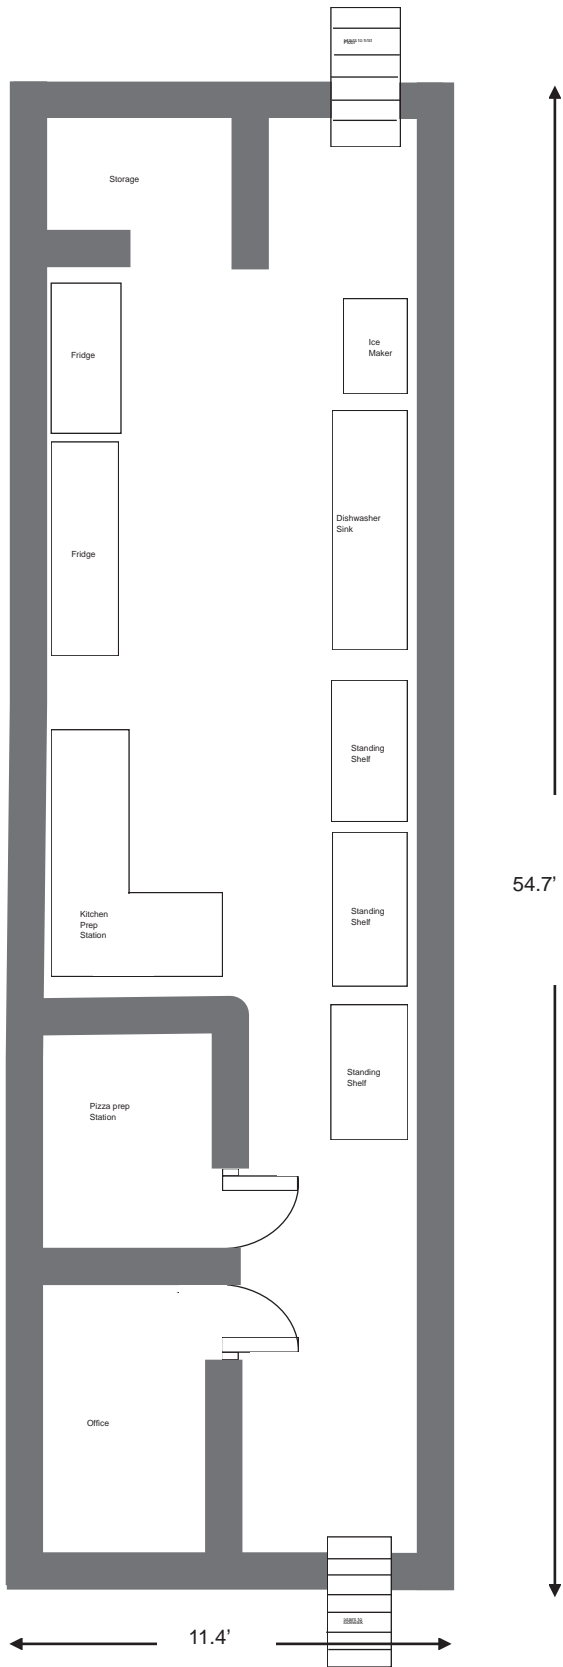 Storage
Fridge
Ice
Maker
Dishwasher
Sink
Fridge
Standing
Shelf
54.7’
Kitchen
Prep
Station
Standing
Shelf
Standing
Shelf
Pizza prep
Station
Office
11.4’